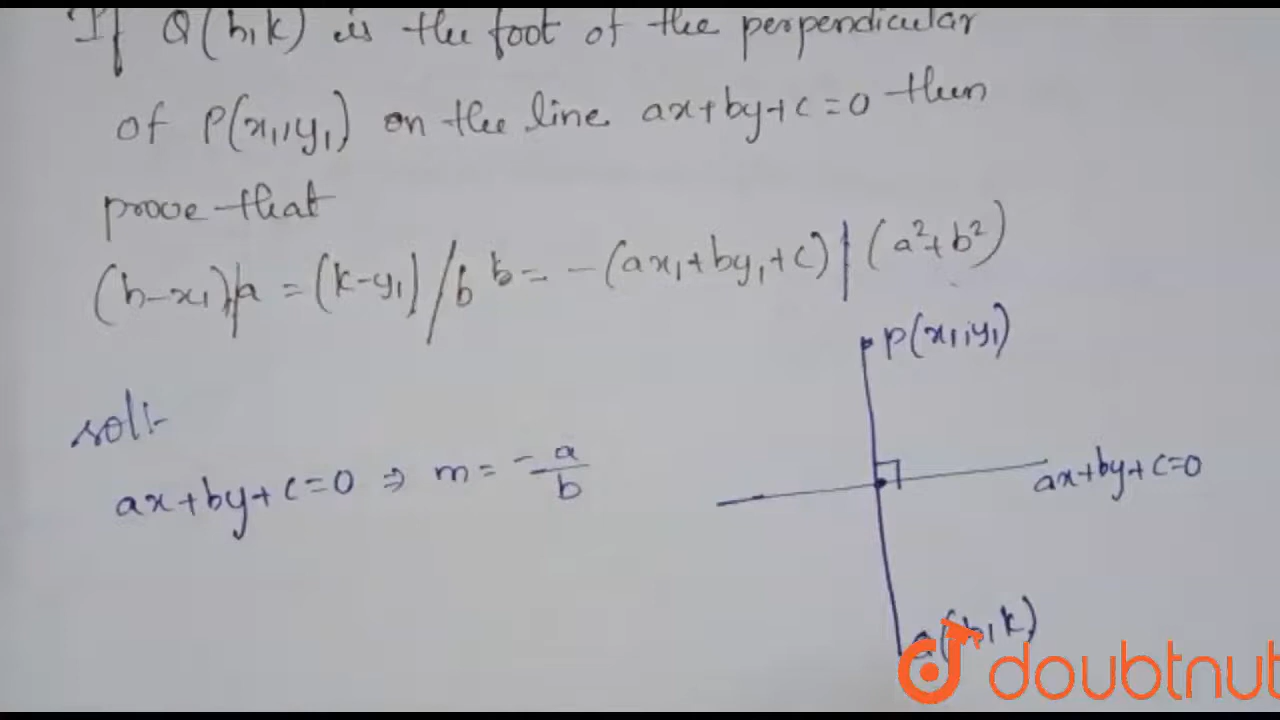 If Q(h,k) is the foot of the perpendicular
of P(x₁,y₁) on the line ax+by+c=0 then
prove that
(h-x₁)/a = (k-y₁)/b b = -(ax₁+by₁+c)/(a²+b²)
P(x₁,y₁)
sol:-
ax+by+c=0 ⇒ m = -a/b
ax+by+c=0
Q(h,k)
doubtnut